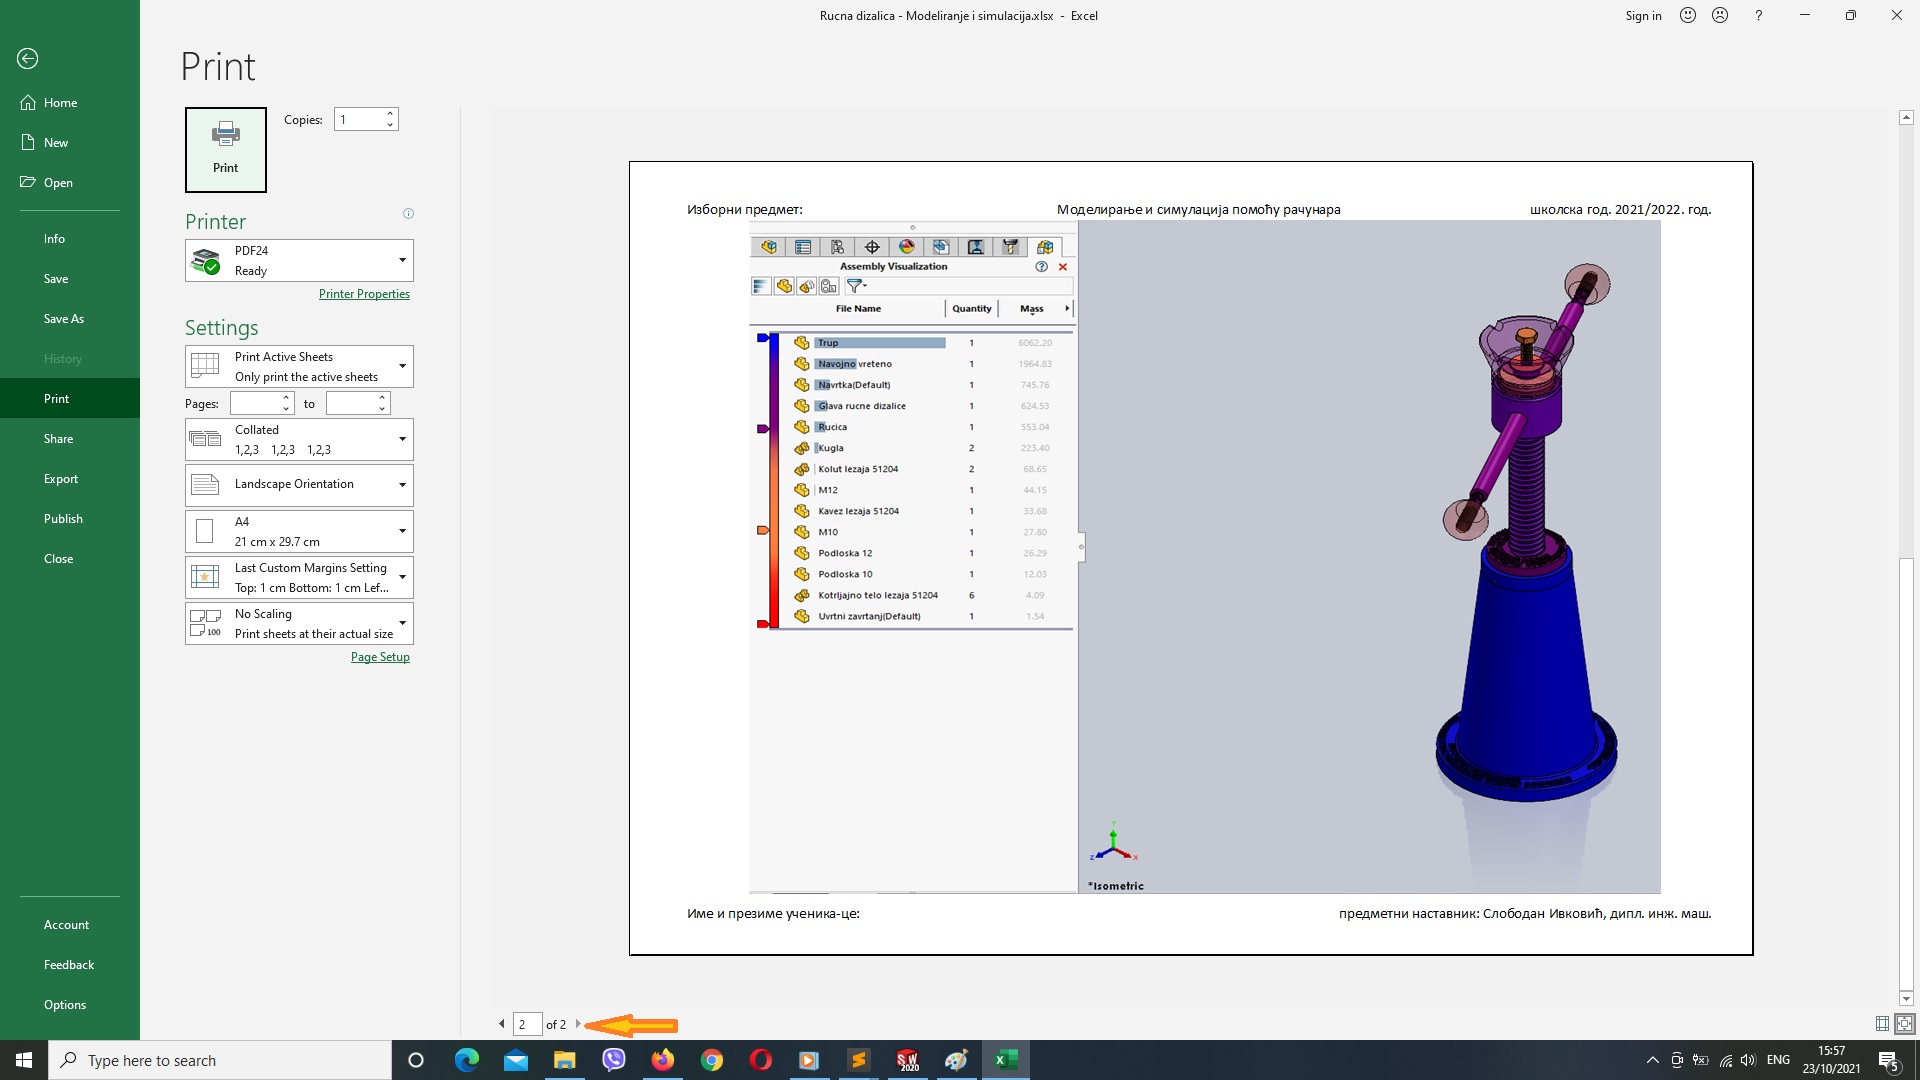 Rucna dizalica - Modeliranje i simulacija.xlsx - Excel
Sign in
?
Print
Home
New
Open
Info
Save
Save As
History
Print
Share
Export
Publish
Close
Account
Feedback
Options
Print
Copies: 1
Printer
PDF24
Ready
Printer Properties
Settings
Print Active Sheets
Only print the active sheets
Pages: to
Collated
1,2,3 1,2,3 1,2,3
Landscape Orientation
A4
21 cm x 29.7 cm
Last Custom Margins Setting
Top: 1 cm Bottom: 1 cm Lef...
No Scaling
100 Print sheets at their actual size
Page Setup
Изборни предмет: Моделирање и симулација помоћу рачунара школска год. 2021/2022. год.
Assembly Visualization
File Name Quantity Mass
Trup 1 6062.20
Navojno vreteno 1 1964.83
Navrtka(Default) 1 745.76
Glava rucne dizalice 1 624.53
Rucica 1 553.04
Kugla 2 223.40
Kolut lezaja 51204 2 68.65
M12 1 44.15
Kavez lezaja 51204 1 33.68
M10 1 27.80
Podloska 12 1 26.29
Podloska 10 1 12.03
Kotrljajno telo lezaja 51204 6 4.09
Uvrtni zavrtanj(Default) 1 1.54
Y
Z X
*Isometric
Име и презиме ученика-це: предметни наставник: Слободан Ивковић, дипл. инж. маш.
2 of 2
Type here to search
SW
2020
ENG
15:57
23/10/2021
5